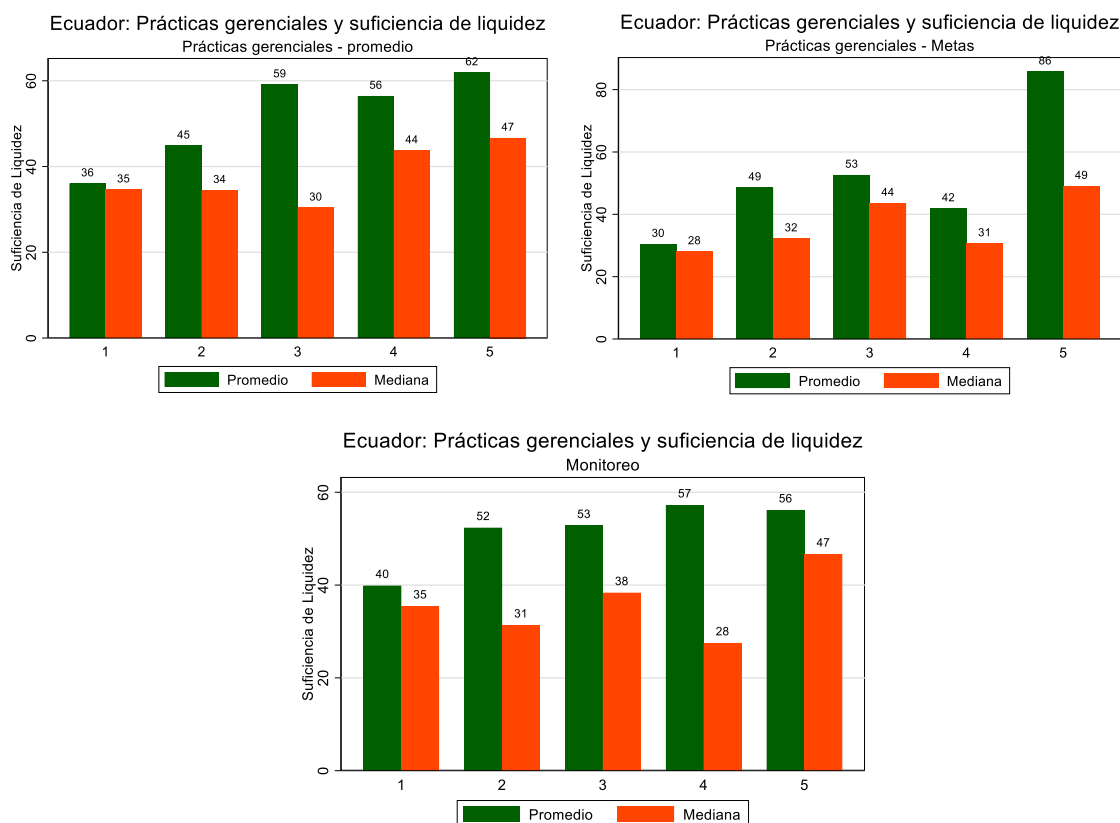 Ecuador: Prácticas gerenciales y suficiencia de liquidez
Prácticas gerenciales - promedio
Suficiencia de Liquidez
0 20 40 60
36 35 45 34 59 30 56 44 62 47
1 2 3 4 5
Promedio Mediana
Ecuador: Prácticas gerenciales y suficiencia de liquidez
Prácticas gerenciales - Metas
Suficiencia de Liquidez
0 20 40 60 80
30 28 49 32 53 44 42 31 86 49
1 2 3 4 5
Promedio Mediana
Ecuador: Prácticas gerenciales y suficiencia de liquidez
Monitoreo
Suficiencia de Liquidez
0 20 40 60
40 35 52 31 53 38 57 28 56 47
1 2 3 4 5
Promedio Mediana